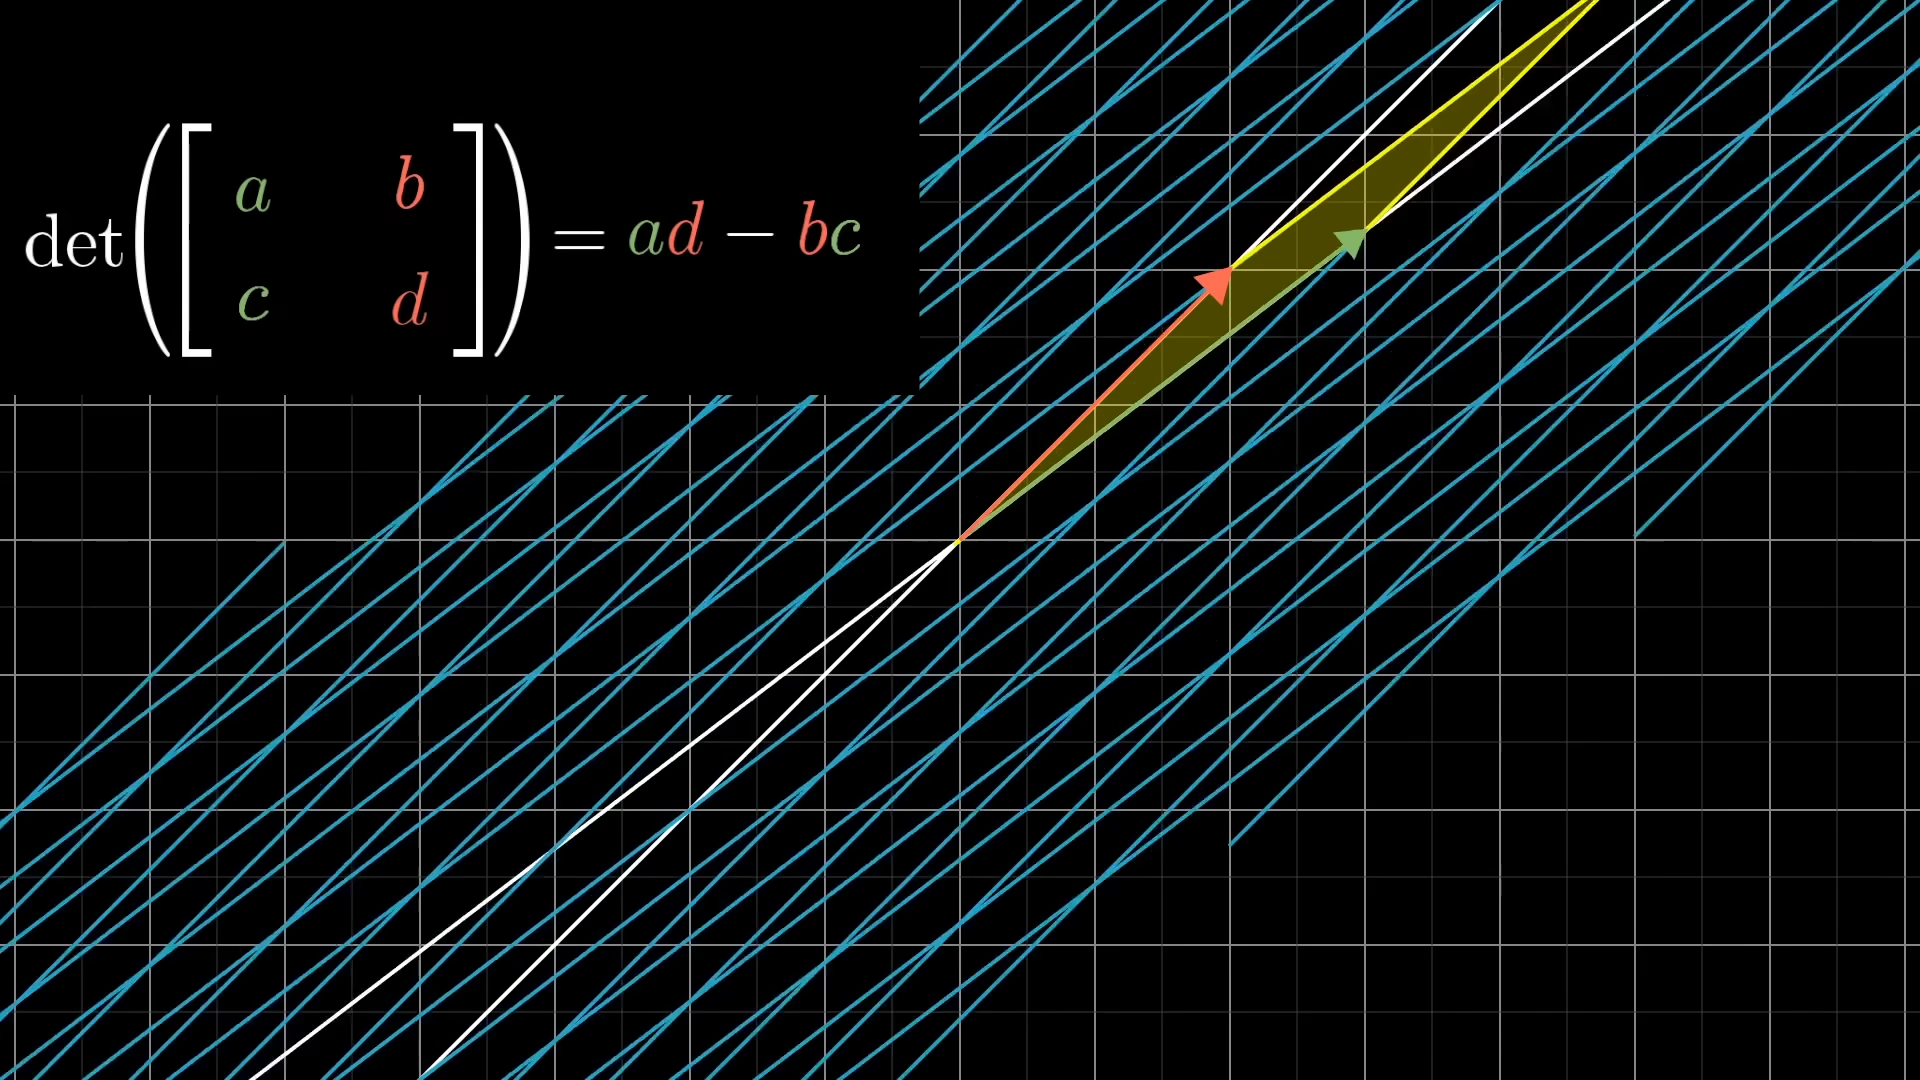 det([a b
c d]) = ad − bc